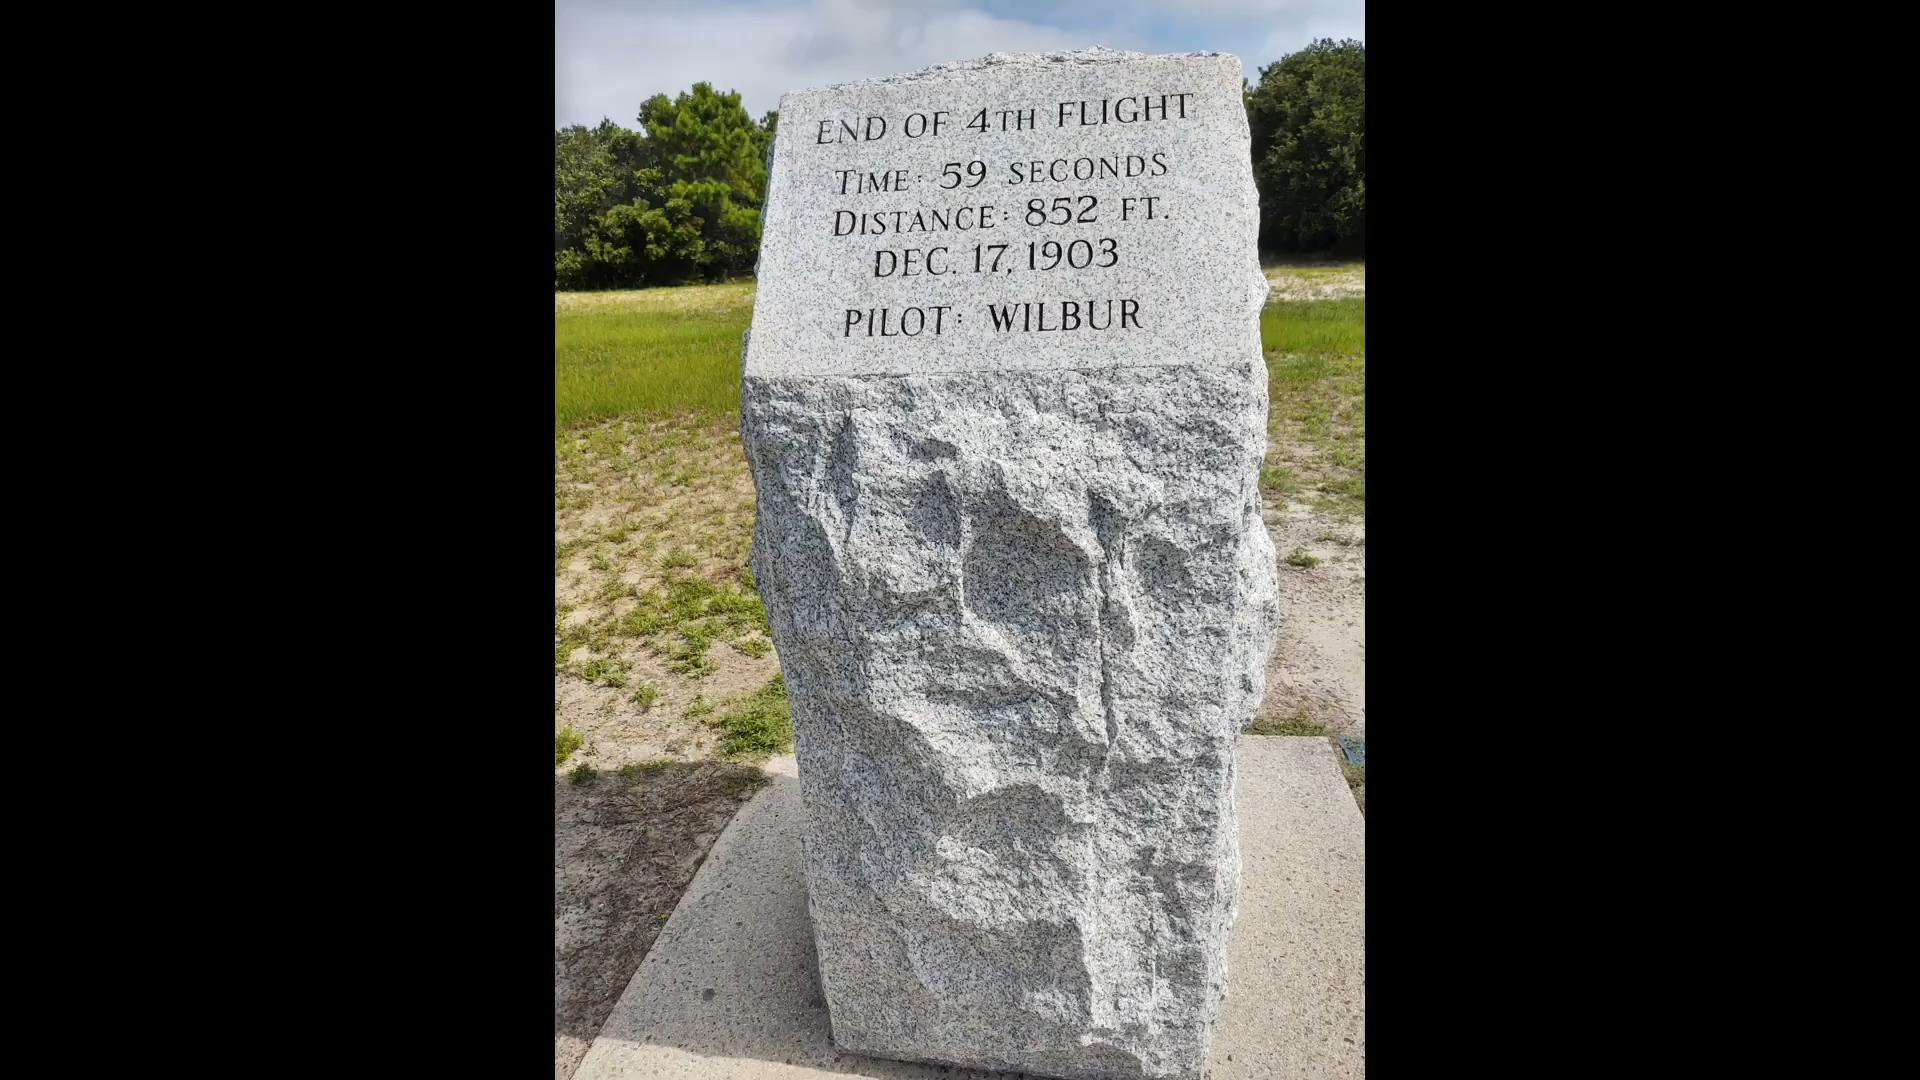 END OF 4TH FLIGHT
TIME: 59 SECONDS
DISTANCE: 852 FT.
DEC. 17, 1903
PILOT: WILBUR